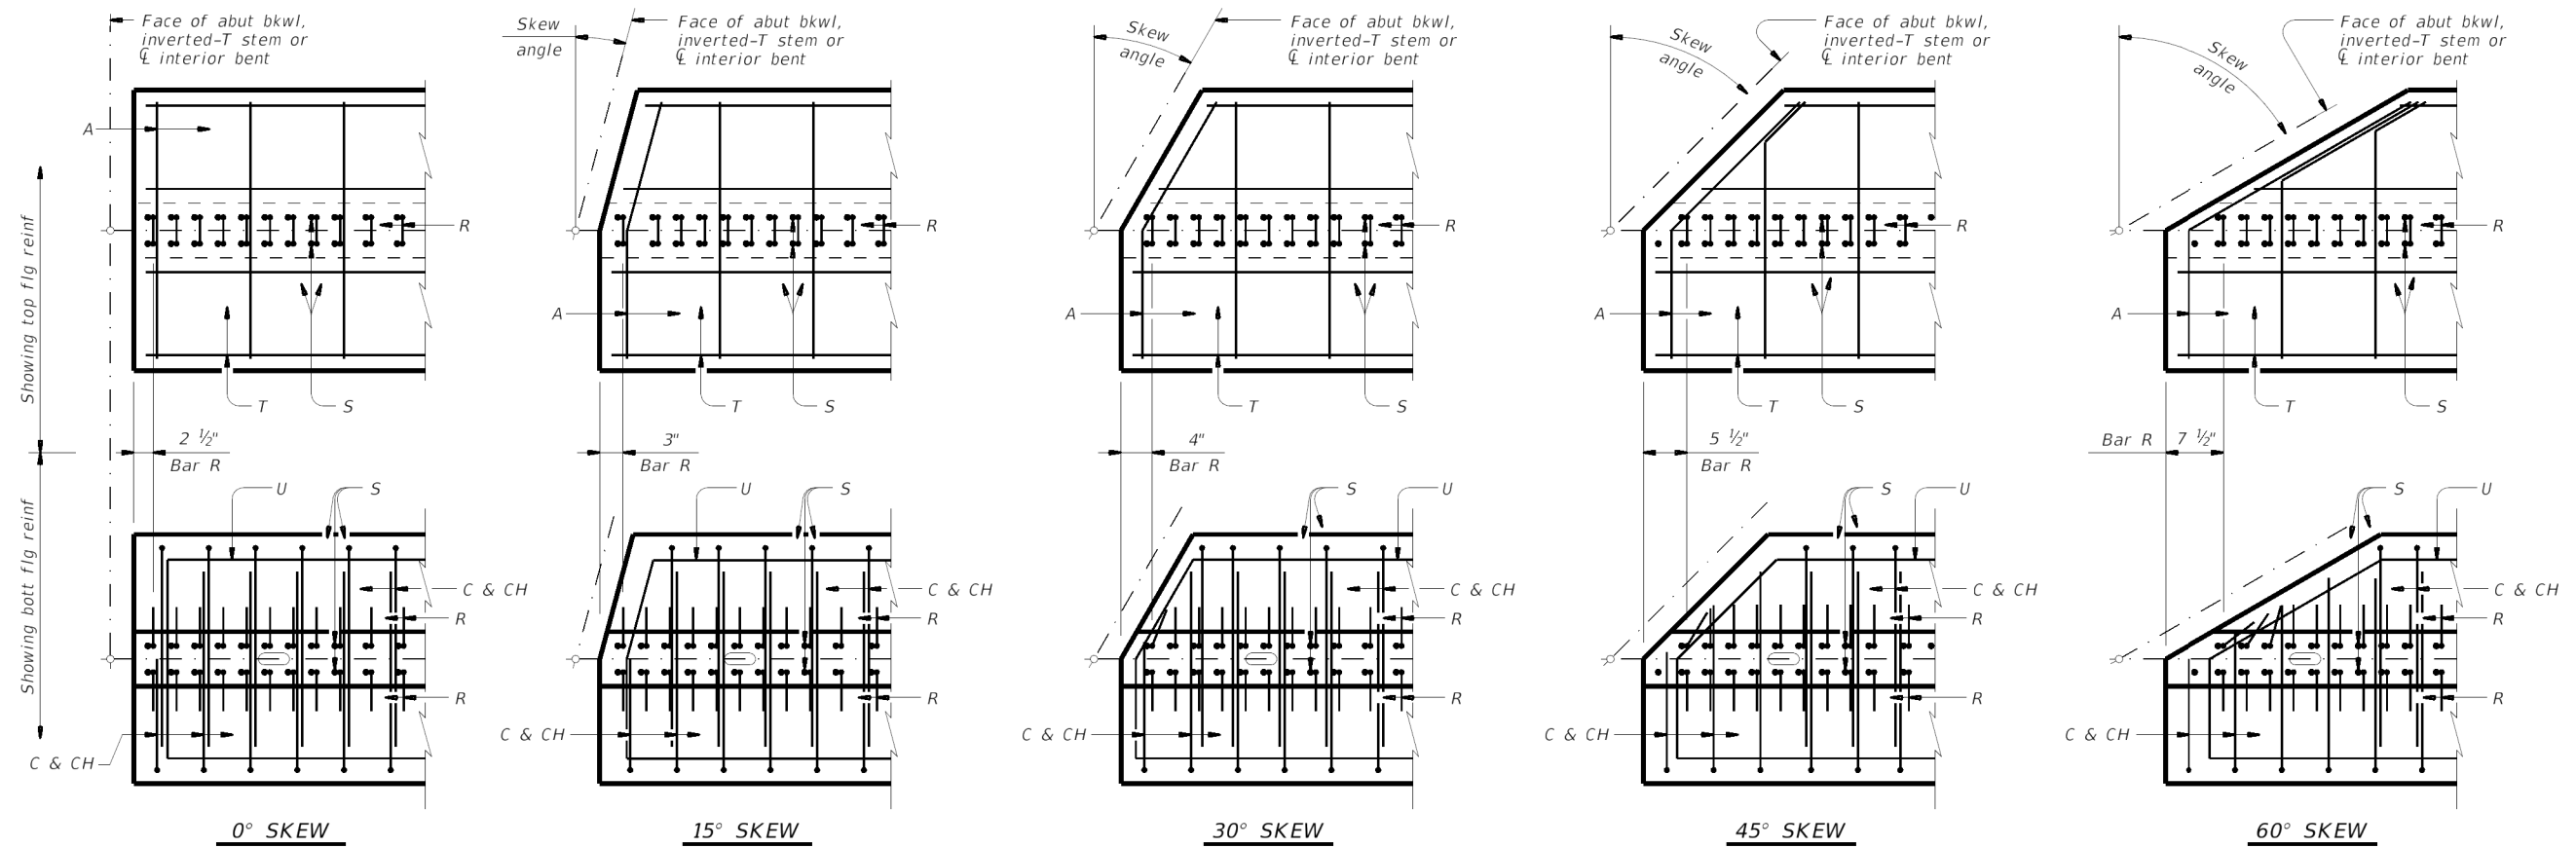 Face of abut bkwl,
inverted-T stem or
℄ interior bent
A
R
T
S
2 ½"
Bar R
U
S
C & CH
R
R
C & CH
0° SKEW
Showing top flg reinf
Showing bott flg reinf
Skew
angle
Face of abut bkwl,
inverted-T stem or
℄ interior bent
R
A
T
S
3"
Bar R
U
S
C & CH
R
R
C & CH
15° SKEW
Skew
angle
Face of abut bkwl,
inverted-T stem or
℄ interior bent
R
A
T
S
4"
Bar R
S
U
C & CH
R
R
C & CH
30° SKEW
Skew
angle
Face of abut bkwl,
inverted-T stem or
℄ interior bent
R
A
T
S
5 ½"
Bar R
S
U
C & CH
R
R
C & CH
45° SKEW
Skew
angle
Face of abut bkwl,
inverted-T stem or
℄ interior bent
R
A
T
S
Bar R 7 ½"
S
U
C & CH
R
R
C & CH
60° SKEW